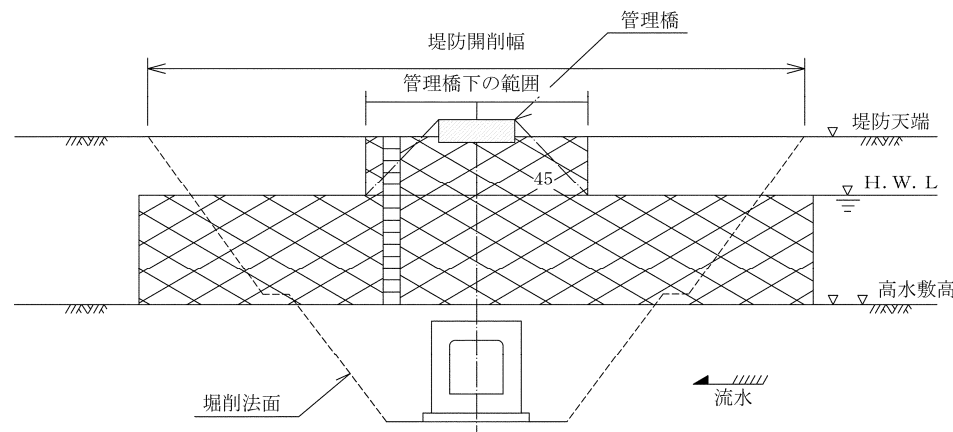 管理橋
堤防開削幅
管理橋下の範囲
堤防天端
45
H. W. L
高水敷高
流水
堀削法面